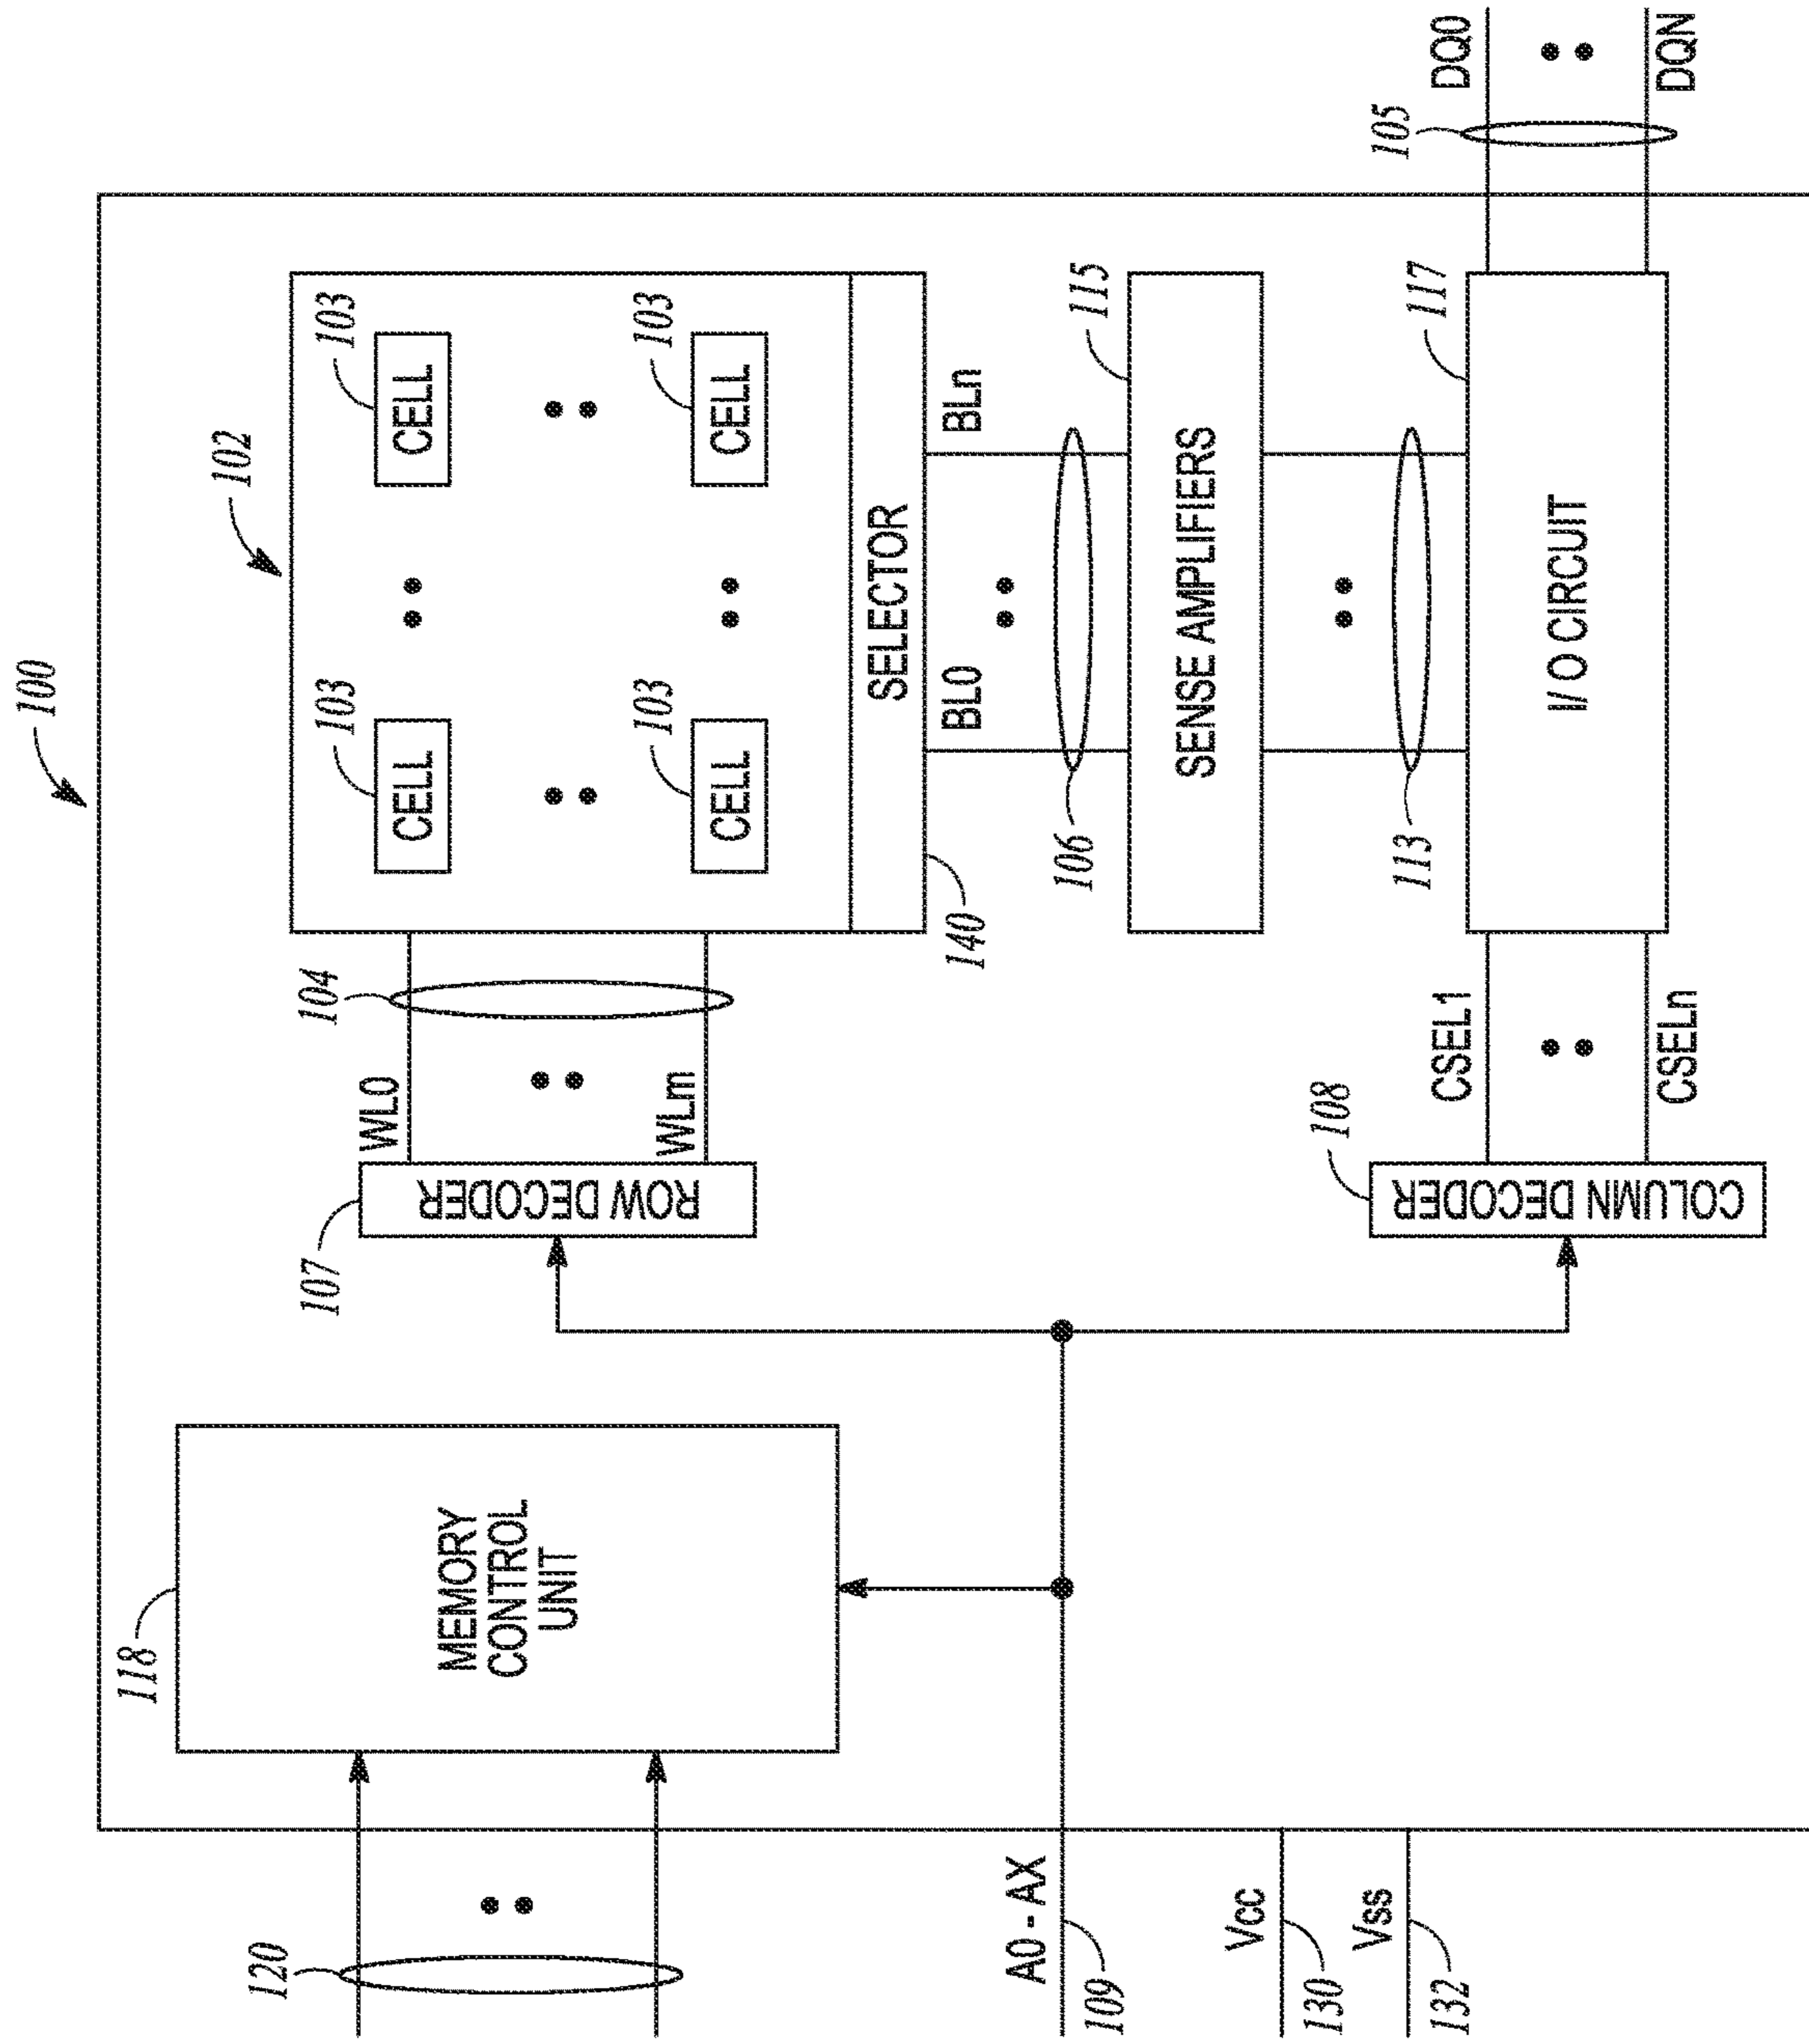 100
118
102
120
104
103
103
107
WL0
CELL
CELL
MEMORY
CONTROL
UNIT
ROW DECODER
103
103
WLm
CELL
CELL
SELECTOR
140
BL0
BLn
A0 - AX
109
106
115
SENSE AMPLIFIERS
Vcc
130
108
Vss
132
113
117
105
CSEL1
DQ0
COLUMN DECODER
I/O CIRCUIT
CSELn
DQN